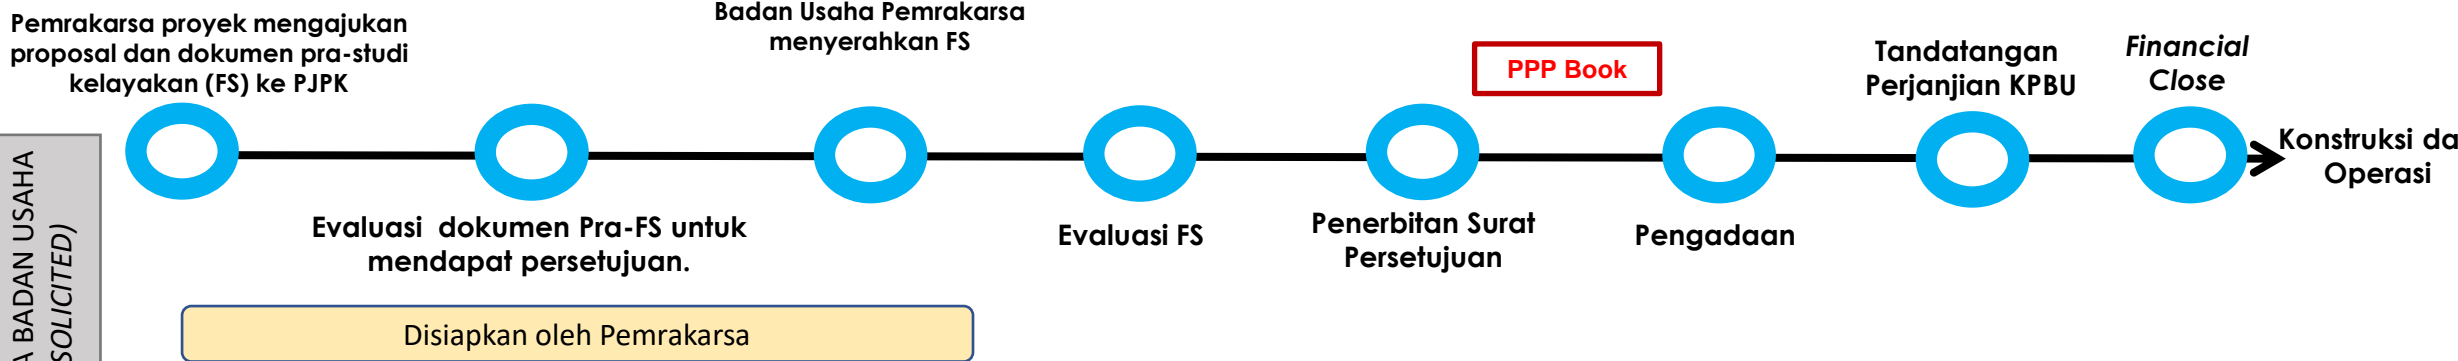 Pemrakarsa proyek mengajukan
proposal dan dokumen pra-studi
kelayakan (FS) ke PJPK
Badan Usaha Pemrakarsa
menyerahkan FS
PPP Book
Tandatangan
Perjanjian KPBU
Financial
Close
Konstruksi da
Operasi
Evaluasi dokumen Pra-FS untuk
mendapat persetujuan.
Evaluasi FS
Penerbitan Surat
Persetujuan
Pengadaan
A BADAN USAHA
SOLICITED)
Disiapkan oleh Pemrakarsa